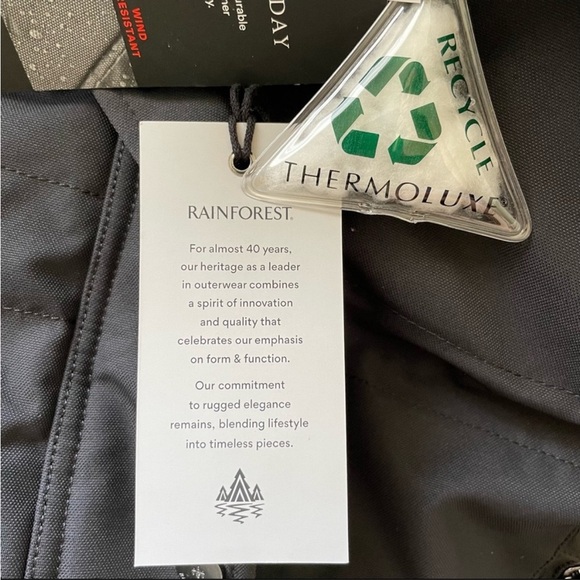 WIND
RESISTANT
DAY
RECYCLE
THERMOLUXE®
RAINFOREST.
For almost 40 years,
our heritage as a leader
in outerwear combines
a spirit of innovation
and quality that
celebrates our emphasis
on form & function.
Our commitment
to rugged elegance
remains, blending lifestyle
into timeless pieces.